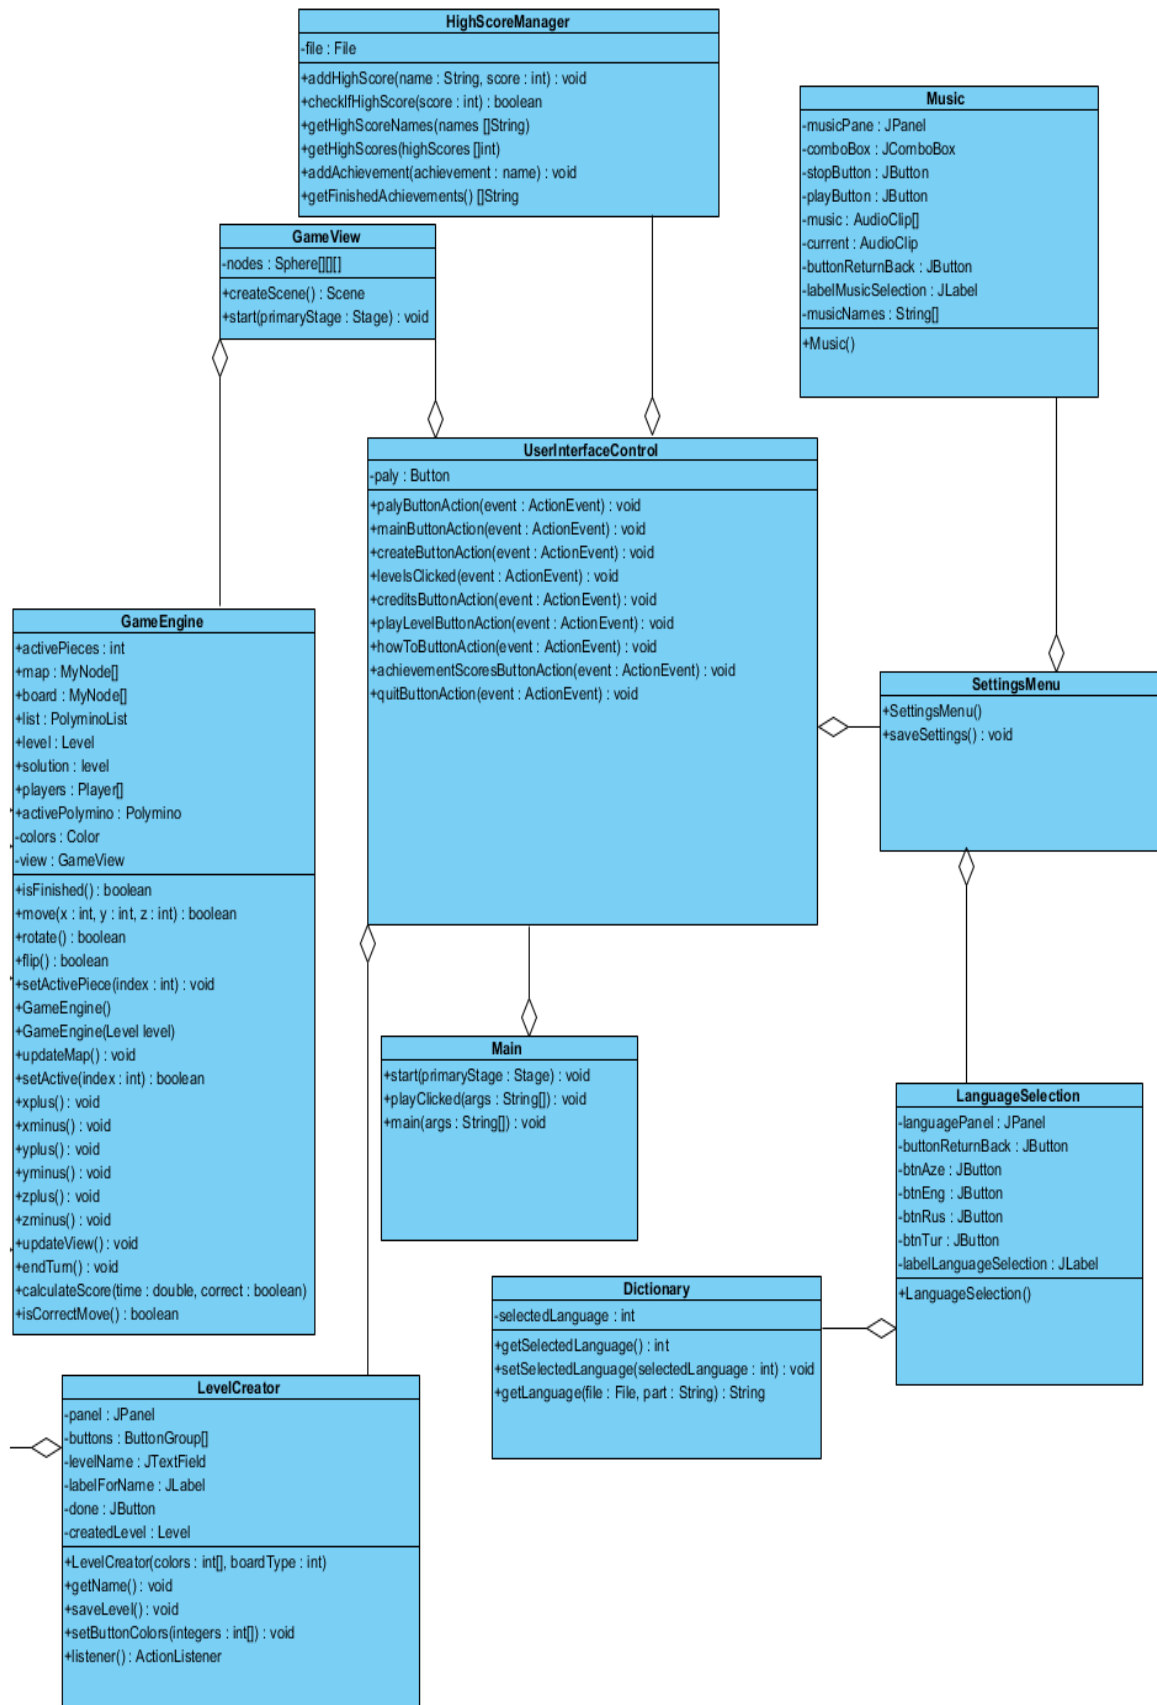 HighScoreManager
-file : File
+addHighScore(name : String, score : int) : void
+checkIfHighScore(score : int) : boolean
+getHighScoreNames(names []String)
+getHighScores(highScores []int)
+addAchievement(achievement : name) : void
+getFinishedAchievements() []String
Music
-musicPane : JPanel
-comboBox : JComboBox
-stopButton : JButton
-playButton : JButton
-music : AudioClip[]
-current : AudioClip
-buttonReturnBack : JButton
-labelMusicSelection : JLabel
-musicNames : String[]
+Music()
GameView
-nodes : Sphere[][][]
+createScene() : Scene
+start(primaryStage : Stage) : void
UserInterfaceControl
-paly : Button
+palyButtonAction(event : ActionEvent) : void
+mainButtonAction(event : ActionEvent) : void
+createButtonAction(event : ActionEvent) : void
+levelsClicked(event : ActionEvent) : void
+creditsButtonAction(event : ActionEvent) : void
+playLevelButtonAction(event : ActionEvent) : void
+howToButtonAction(event : ActionEvent) : void
+achievementScoresButtonAction(event : ActionEvent) : void
+quitButtonAction(event : ActionEvent) : void
GameEngine
+activePieces : int
+map : MyNode[]
+board : MyNode[]
+list : PolyminoList
+level : Level
+solution : level
+players : Player[]
+activePolymino : Polymino
-colors : Color
-view : GameView
+isFinished() : boolean
+move(x : int, y : int, z : int) : boolean
+rotate() : boolean
+flip() : boolean
+setActivePiece(index : int) : void
+GameEngine()
+GameEngine(Level level)
+updateMap() : void
+setActive(index : int) : boolean
+xplus() : void
+xminus() : void
+yplus() : void
+yminus() : void
+zplus() : void
+zminus() : void
+updateView() : void
+endTurn() : void
+calculateScore(time : double, correct : boolean)
+isCorrectMove() : boolean
SettingsMenu
+SettingsMenu()
+saveSettings() : void
Main
+start(primaryStage : Stage) : void
+playClicked(args : String[]) : void
+main(args : String[]) : void
LanguageSelection
-languagePanel : JPanel
-buttonReturnBack : JButton
-btnAze : JButton
-btnEng : JButton
-btnRus : JButton
-btnTur : JButton
-labelLanguageSelection : JLabel
+LanguageSelection()
Dictionary
-selectedLanguage : int
+getSelectedLanguage() : int
+setSelectedLanguage(selectedLanguage : int) : void
+getLanguage(file : File, part : String) : String
LevelCreator
-panel : JPanel
-buttons : ButtonGroup[]
-levelName : JTextField
-labelForName : JLabel
-done : JButton
-createdLevel : Level
+LevelCreator(colors : int[], boardType : int)
+getName() : void
+saveLevel() : void
+setButtonColors(integers : int[]) : void
+listener() : ActionListener